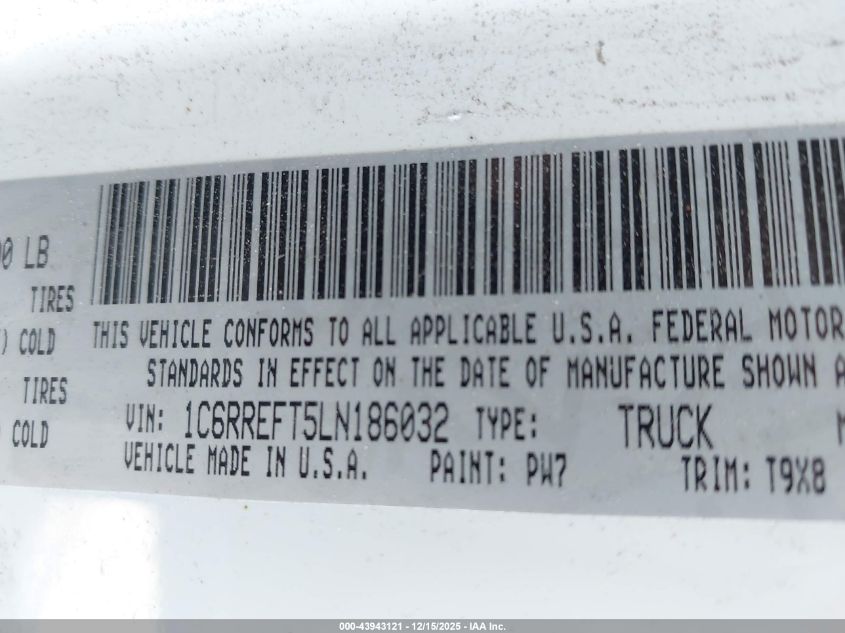 00 LB
TIRES
) COLD
TIRES
COLD
THIS VEHICLE CONFORMS TO ALL APPLICABLE U.S.A. FEDERAL MOTOR
STANDARDS IN EFFECT ON THE DATE OF MANUFACTURE SHOWN A
VIN: 1C6RREFT5LN186032 TYPE: TRUCK M
VEHICLE MADE IN U.S.A. PAINT: PW7 TRIM: T9X8
000-43943121 - 12/15/2025 - IAA Inc.